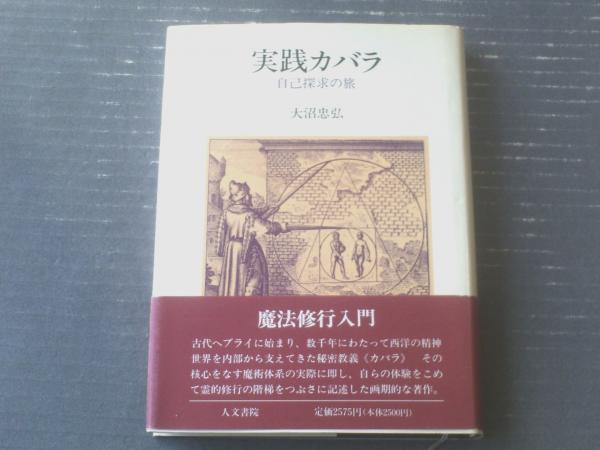 実践カバラ
自己探求の旅
大沼忠弘
魔法修行入門
古代ヘブライに始まり、数千年にわたって西洋の精神
世界を内部から支えてきた秘密教義《カバラ》　その
核心をなす魔術体系の実際に即し、自らの体験をこめ
て霊的修行の階梯をつぶさに記述した画期的な著作。
人文書院　定価2575円(本体2500円)